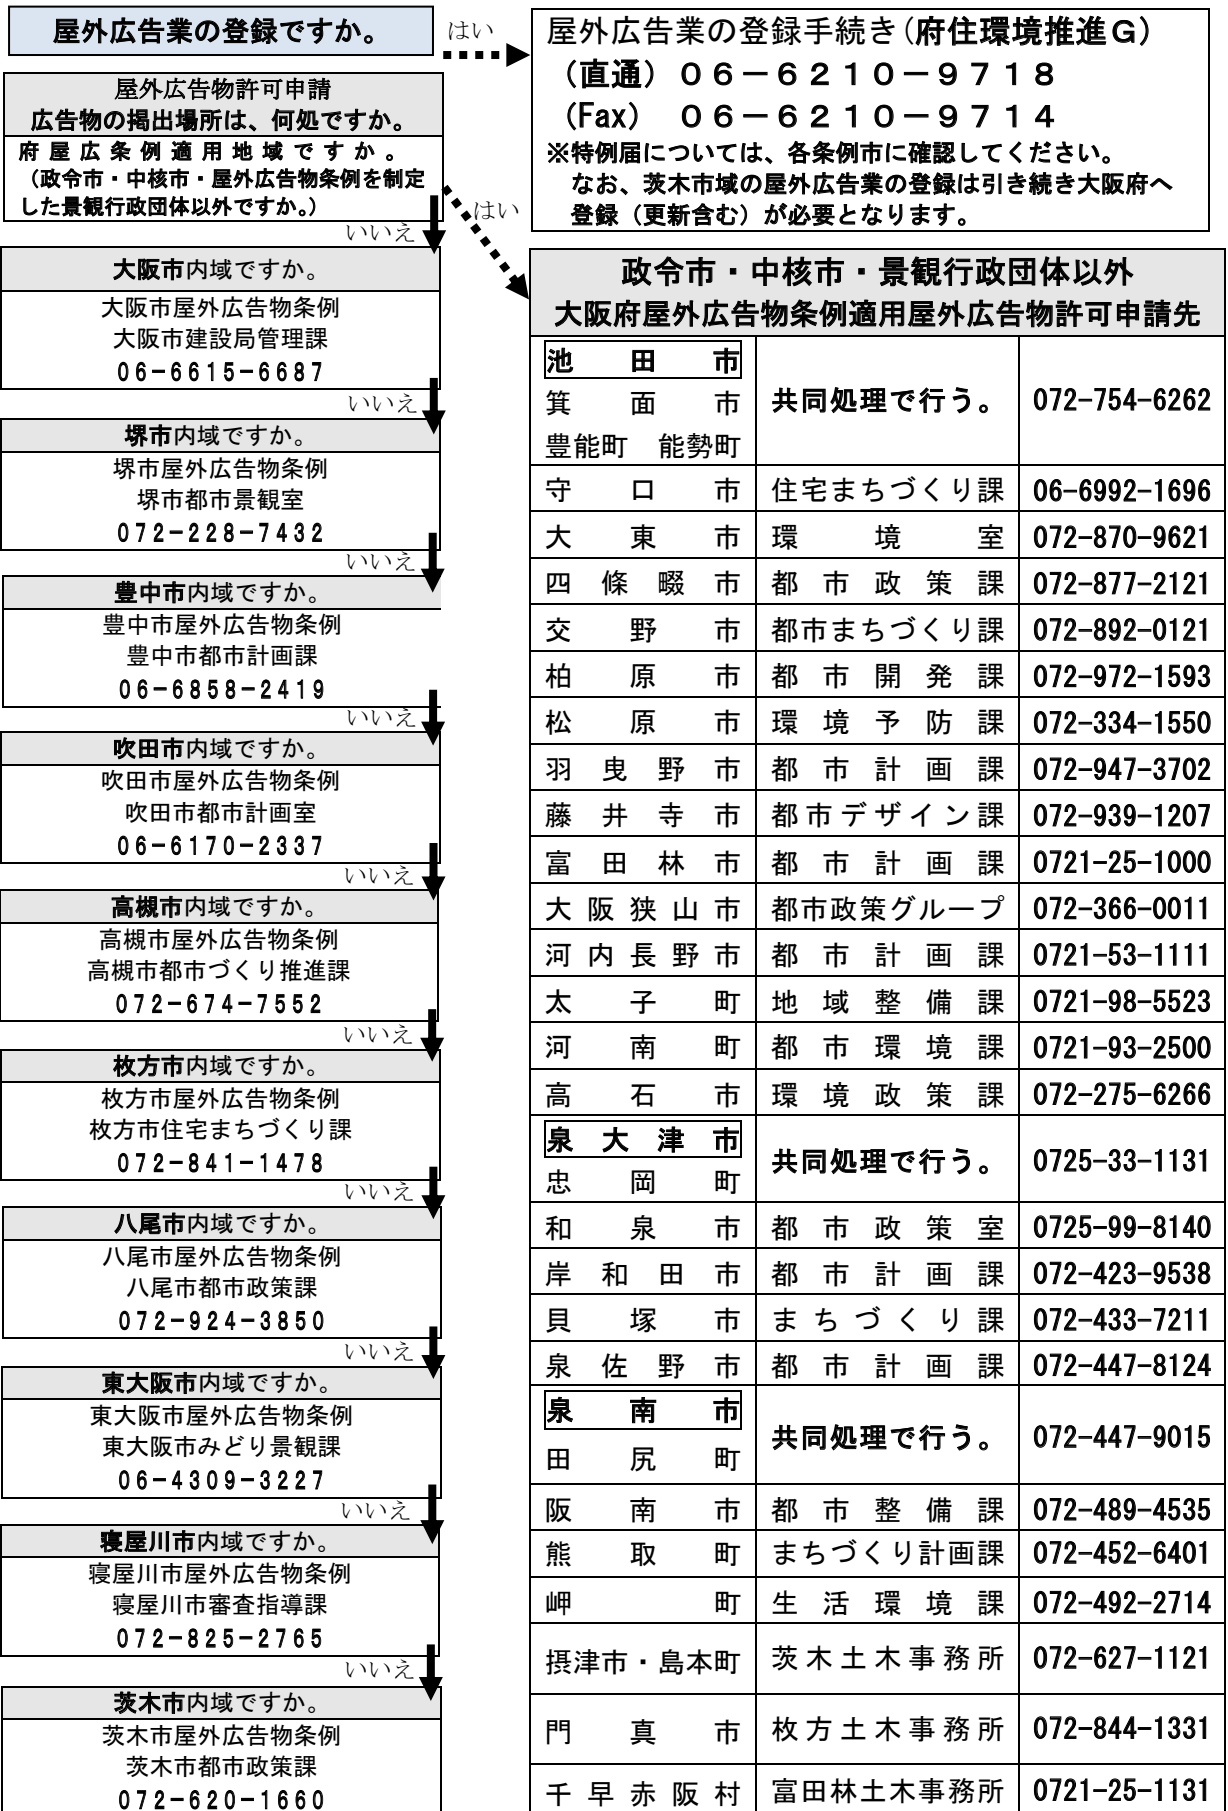 屋外広告業の登録ですか。
はい
屋外広告業の登録手続き(府住環境推進G)
(直通) 06-6210-9718
(Fax) 06-6210-9714
※特例届については、各条例市に確認してください。
なお、茨木市域の屋外広告業の登録は引き続き大阪府へ
登録(更新含む)が必要となります。
屋外広告物許可申請
広告物の掲出場所は、何処ですか。
府屋広条例適用地域ですか。
(政令市・中核市・屋外広告物条例を制定
した景観行政団体以外ですか。)
はい
いいえ
大阪市内域ですか。
大阪市屋外広告物条例
大阪市建設局管理課
06-6615-6687
いいえ
堺市内域ですか。
堺市屋外広告物条例
堺市都市景観室
072-228-7432
いいえ
豊中市内域ですか。
豊中市屋外広告物条例
豊中市都市計画課
06-6858-2419
いいえ
吹田市内域ですか。
吹田市屋外広告物条例
吹田市都市計画室
06-6170-2337
いいえ
高槻市内域ですか。
高槻市屋外広告物条例
高槻市都市づくり推進課
072-674-7552
いいえ
枚方市内域ですか。
枚方市屋外広告物条例
枚方市住宅まちづくり課
072-841-1478
いいえ
八尾市内域ですか。
八尾市屋外広告物条例
八尾市都市政策課
072-924-3850
いいえ
東大阪市内域ですか。
東大阪市屋外広告物条例
東大阪市みどり景観課
06-4309-3227
いいえ
寝屋川市内域ですか。
寝屋川市屋外広告物条例
寝屋川市審査指導課
072-825-2765
いいえ
茨木市内域ですか。
茨木市屋外広告物条例
茨木市都市政策課
072-620-1660
政令市・中核市・景観行政団体以外
大阪府屋外広告物条例適用屋外広告物許可申請先
池田市
箕面市
豊能町 能勢町
共同処理で行う。 072-754-6262
守口市 住宅まちづくり課 06-6992-1696
大東市 環境室 072-870-9621
四條畷市 都市政策課 072-877-2121
交野市 都市まちづくり課 072-892-0121
柏原市 都市開発課 072-972-1593
松原市 環境予防課 072-334-1550
羽曳野市 都市計画課 072-947-3702
藤井寺市 都市デザイン課 072-939-1207
富田林市 都市計画課 0721-25-1000
大阪狭山市 都市政策グループ 072-366-0011
河内長野市 都市計画課 0721-53-1111
太子町 地域整備課 0721-98-5523
河南町 都市環境課 0721-93-2500
高石市 環境政策課 072-275-6266
泉大津市
忠岡町
共同処理で行う。 0725-33-1131
和泉市 都市政策室 0725-99-8140
岸和田市 都市計画課 072-423-9538
貝塚市 まちづくり課 072-433-7211
泉佐野市 都市計画課 072-447-8124
泉南市
田尻町
共同処理で行う。 072-447-9015
阪南市 都市整備課 072-489-4535
熊取町 まちづくり計画課 072-452-6401
岬町 生活環境課 072-492-2714
摂津市・島本町 茨木土木事務所 072-627-1121
門真市 枚方土木事務所 072-844-1331
千早赤阪村 富田林土木事務所 0721-25-1131